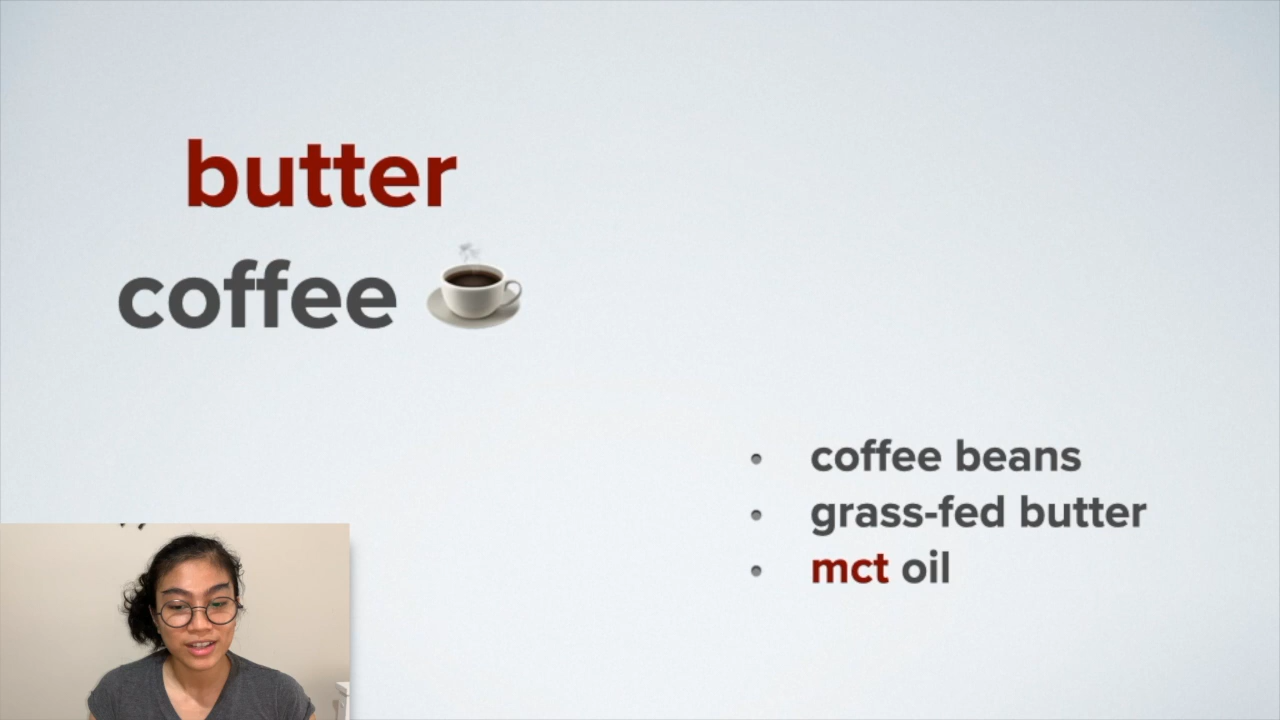 butter
coffee ☕
• coffee beans
• grass-fed butter
• mct oil